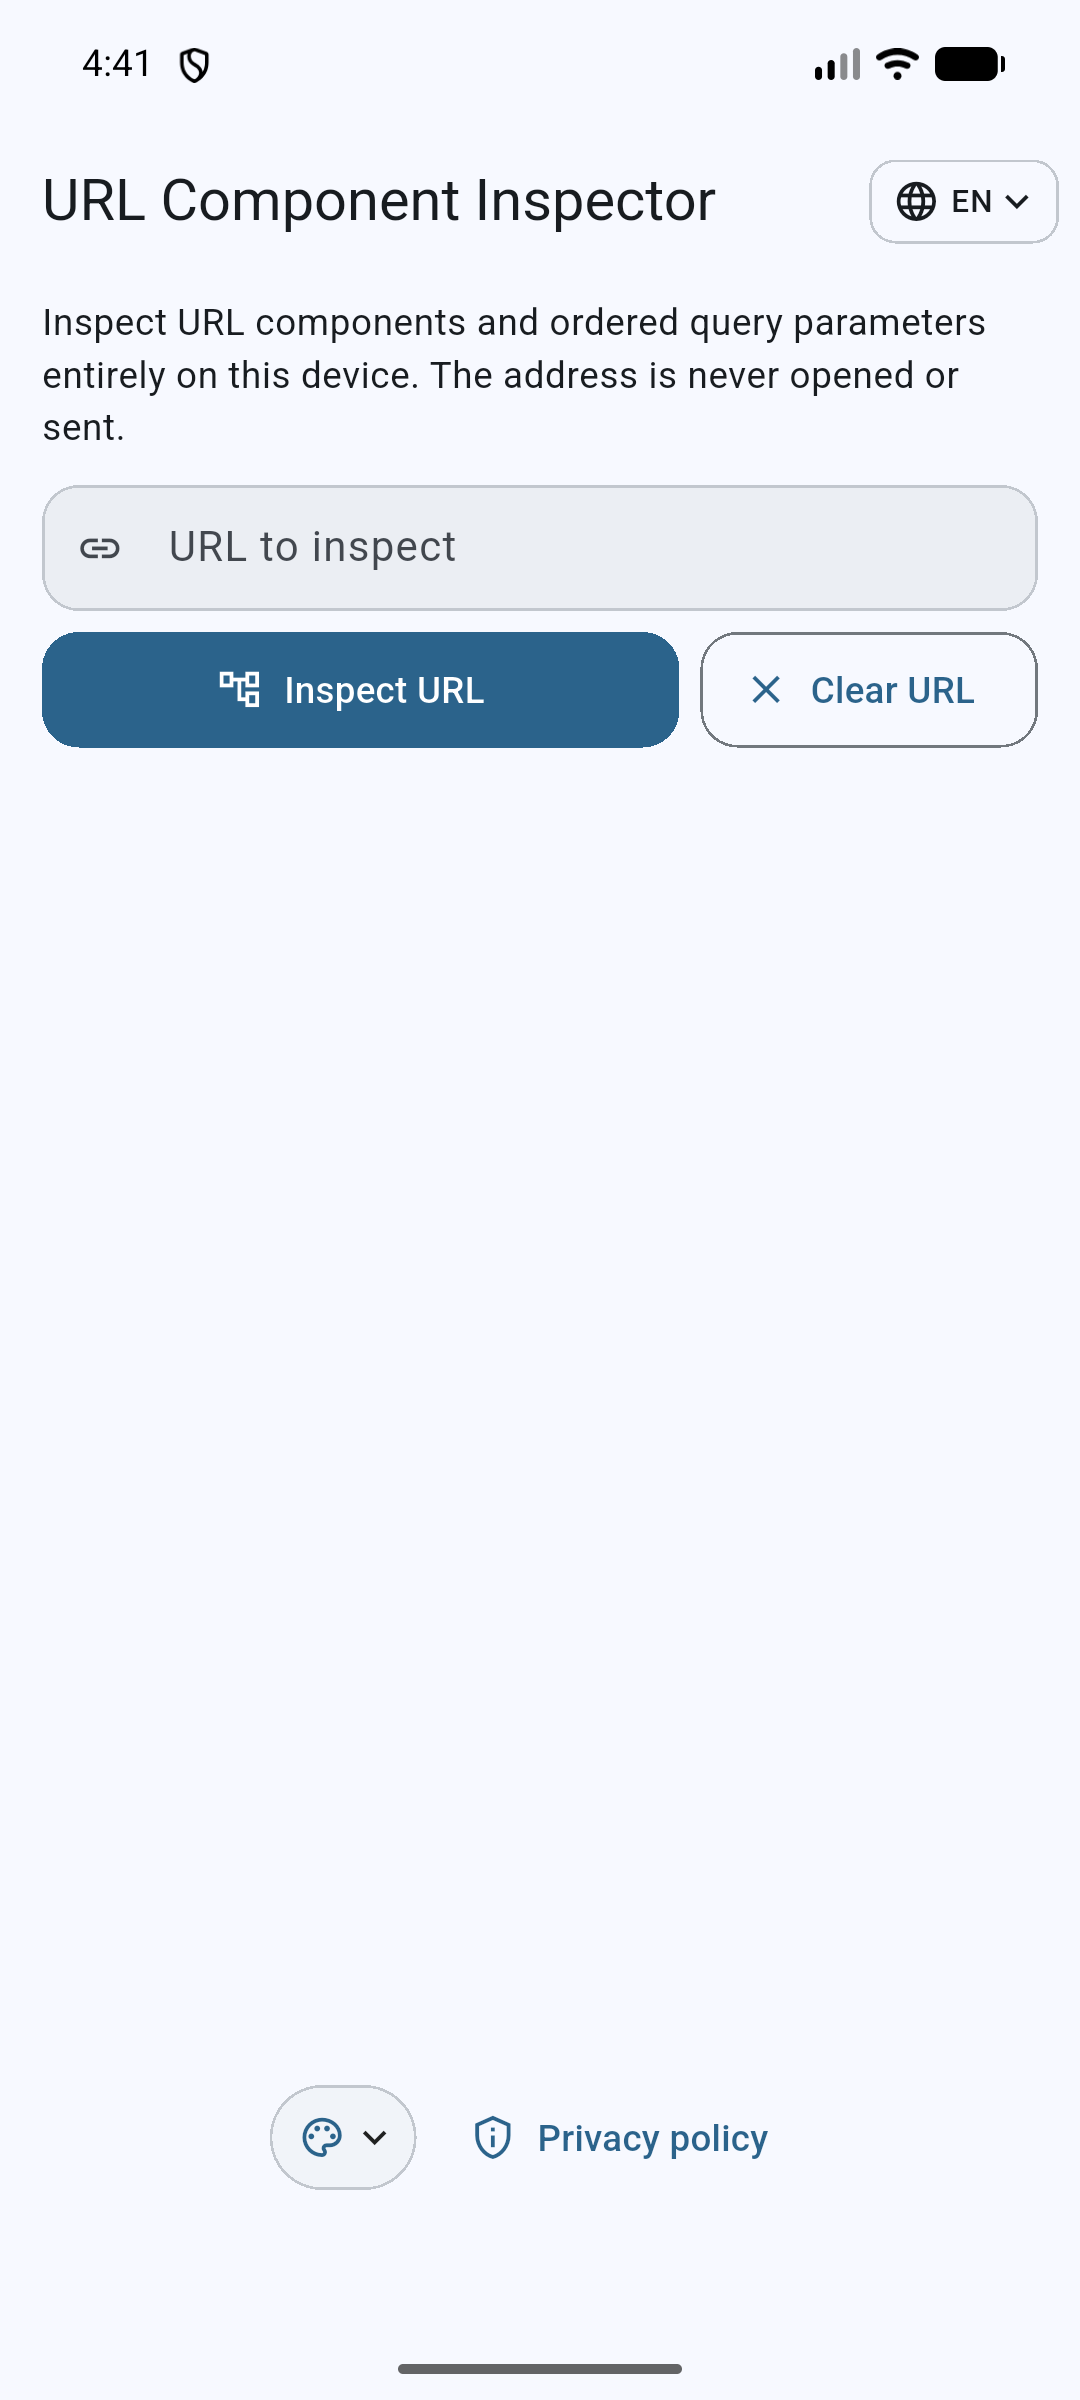 4:41
URL Component Inspector
EN
Inspect URL components and ordered query parameters
entirely on this device. The address is never opened or
sent.
URL to inspect
Inspect URL
Clear URL
Privacy policy